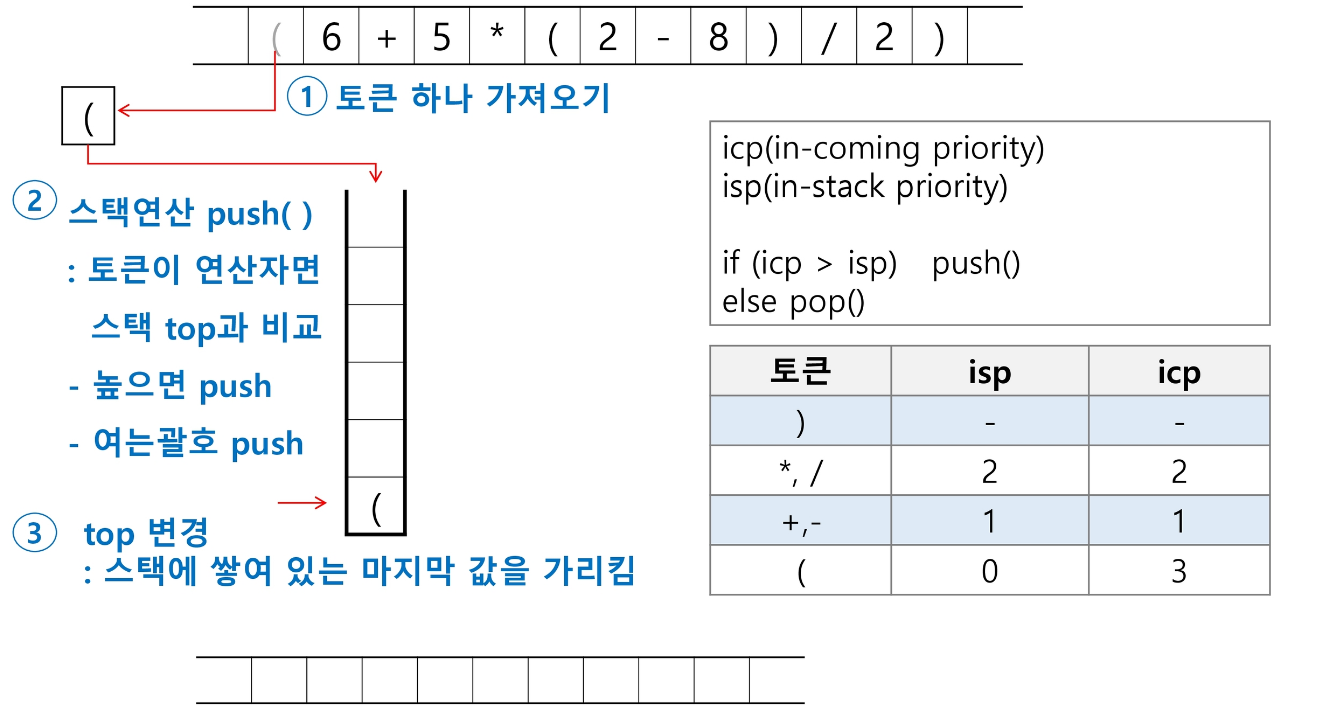 ( 6 + 5 * ( 2 - 8 ) / 2 )
① 토큰 하나 가져오기
(
② 스택연산 push( )
: 토큰이 연산자면
스택 top과 비교
- 높으면 push
- 여는괄호 push
(
③ top 변경
: 스택에 쌓여 있는 마지막 값을 가리킴
icp(in-coming priority)
isp(in-stack priority)
if (icp > isp) push()
else pop()
토큰 isp icp
) - -
*, / 2 2
+,- 1 1
( 0 3